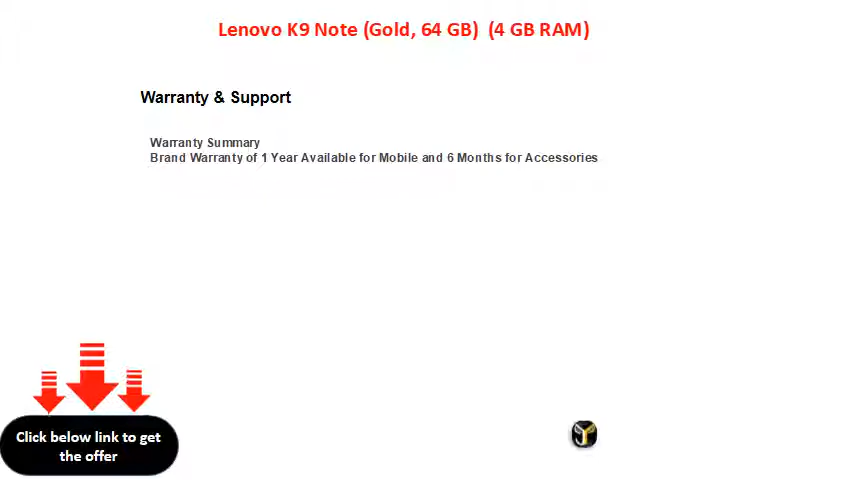 Lenovo K9 Note (Gold, 64 GB)  (4 GB RAM)
Warranty & Support
Warranty Summary
Brand Warranty of 1 Year Available for Mobile and 6 Months for Accessories
Click below link to get
the offer